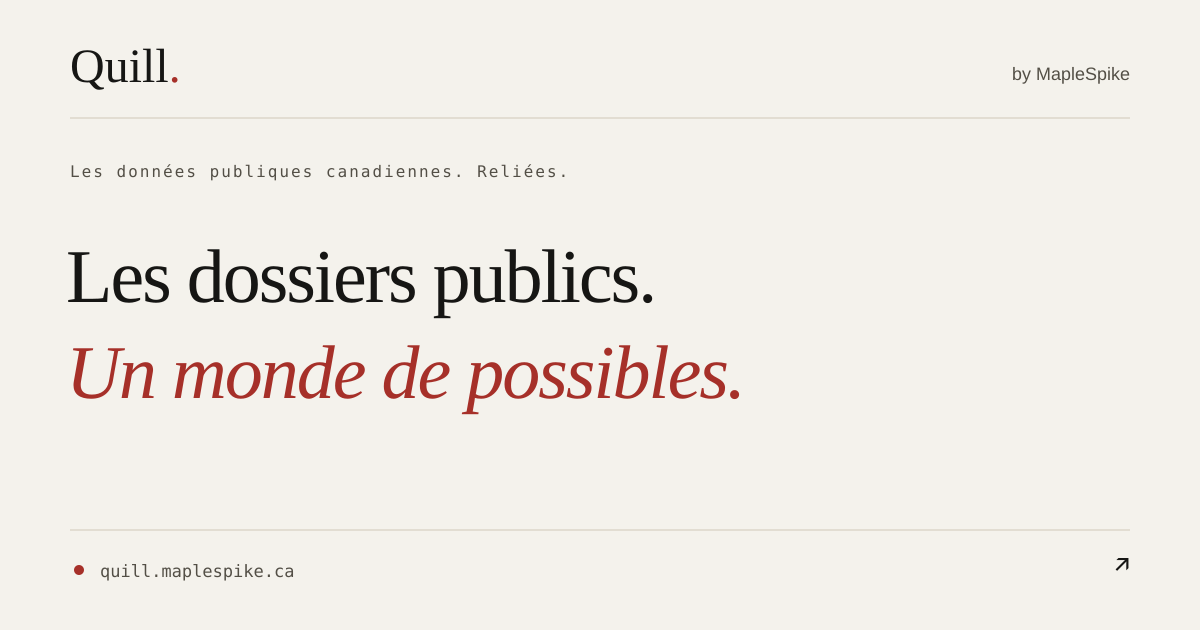 Quill.
by MapleSpike
Les données publiques canadiennes. Reliées.
Les dossiers publics.
Un monde de possibles.
quill.maplespike.ca